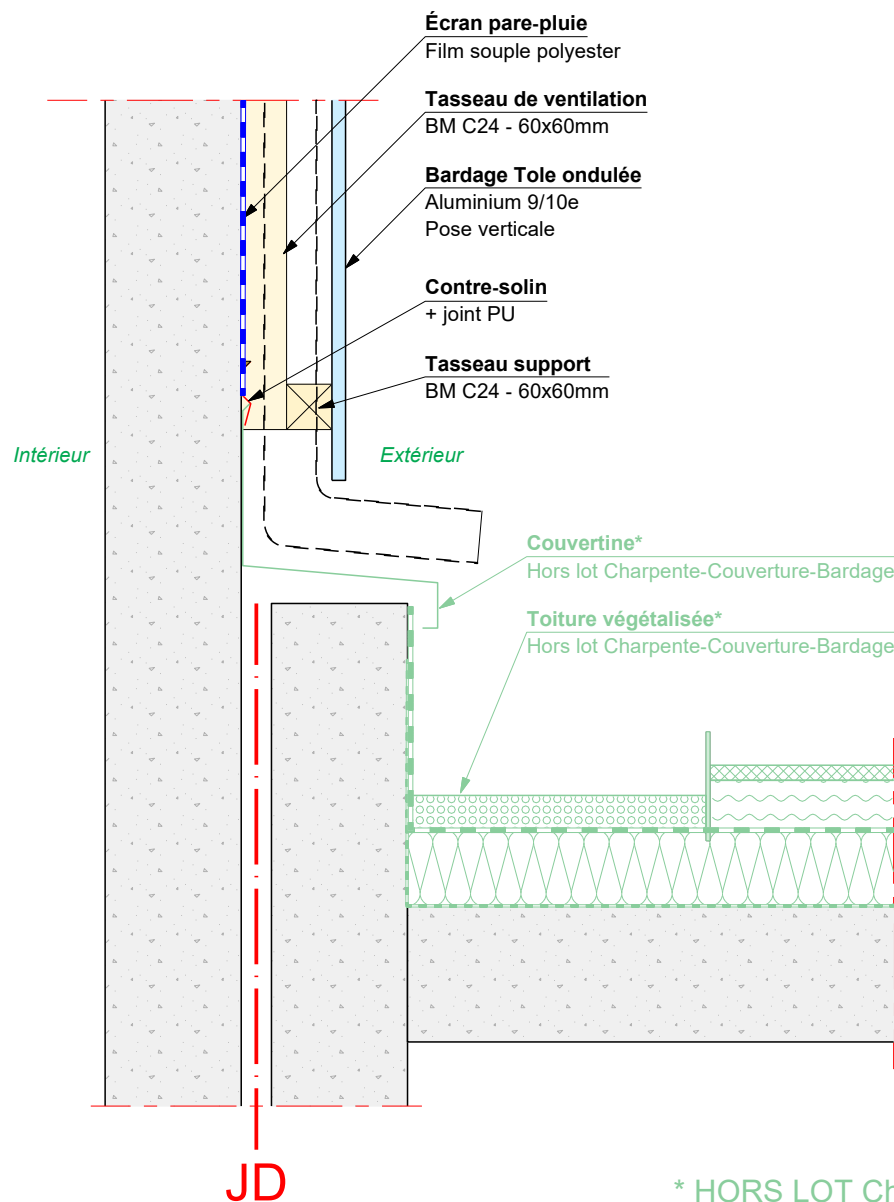 Écran pare-pluie
Film souple polyester
Tasseau de ventilation
BM C24 - 60x60mm
Bardage Tole ondulée
Aluminium 9/10e
Pose verticale
Contre-solin
+ joint PU
Tasseau support
BM C24 - 60x60mm
Intérieur
Extérieur
Couvertine*
Hors lot Charpente-Couverture-Bardage
Toiture végétalisée*
Hors lot Charpente-Couverture-Bardage
JD
* HORS LOT Ch